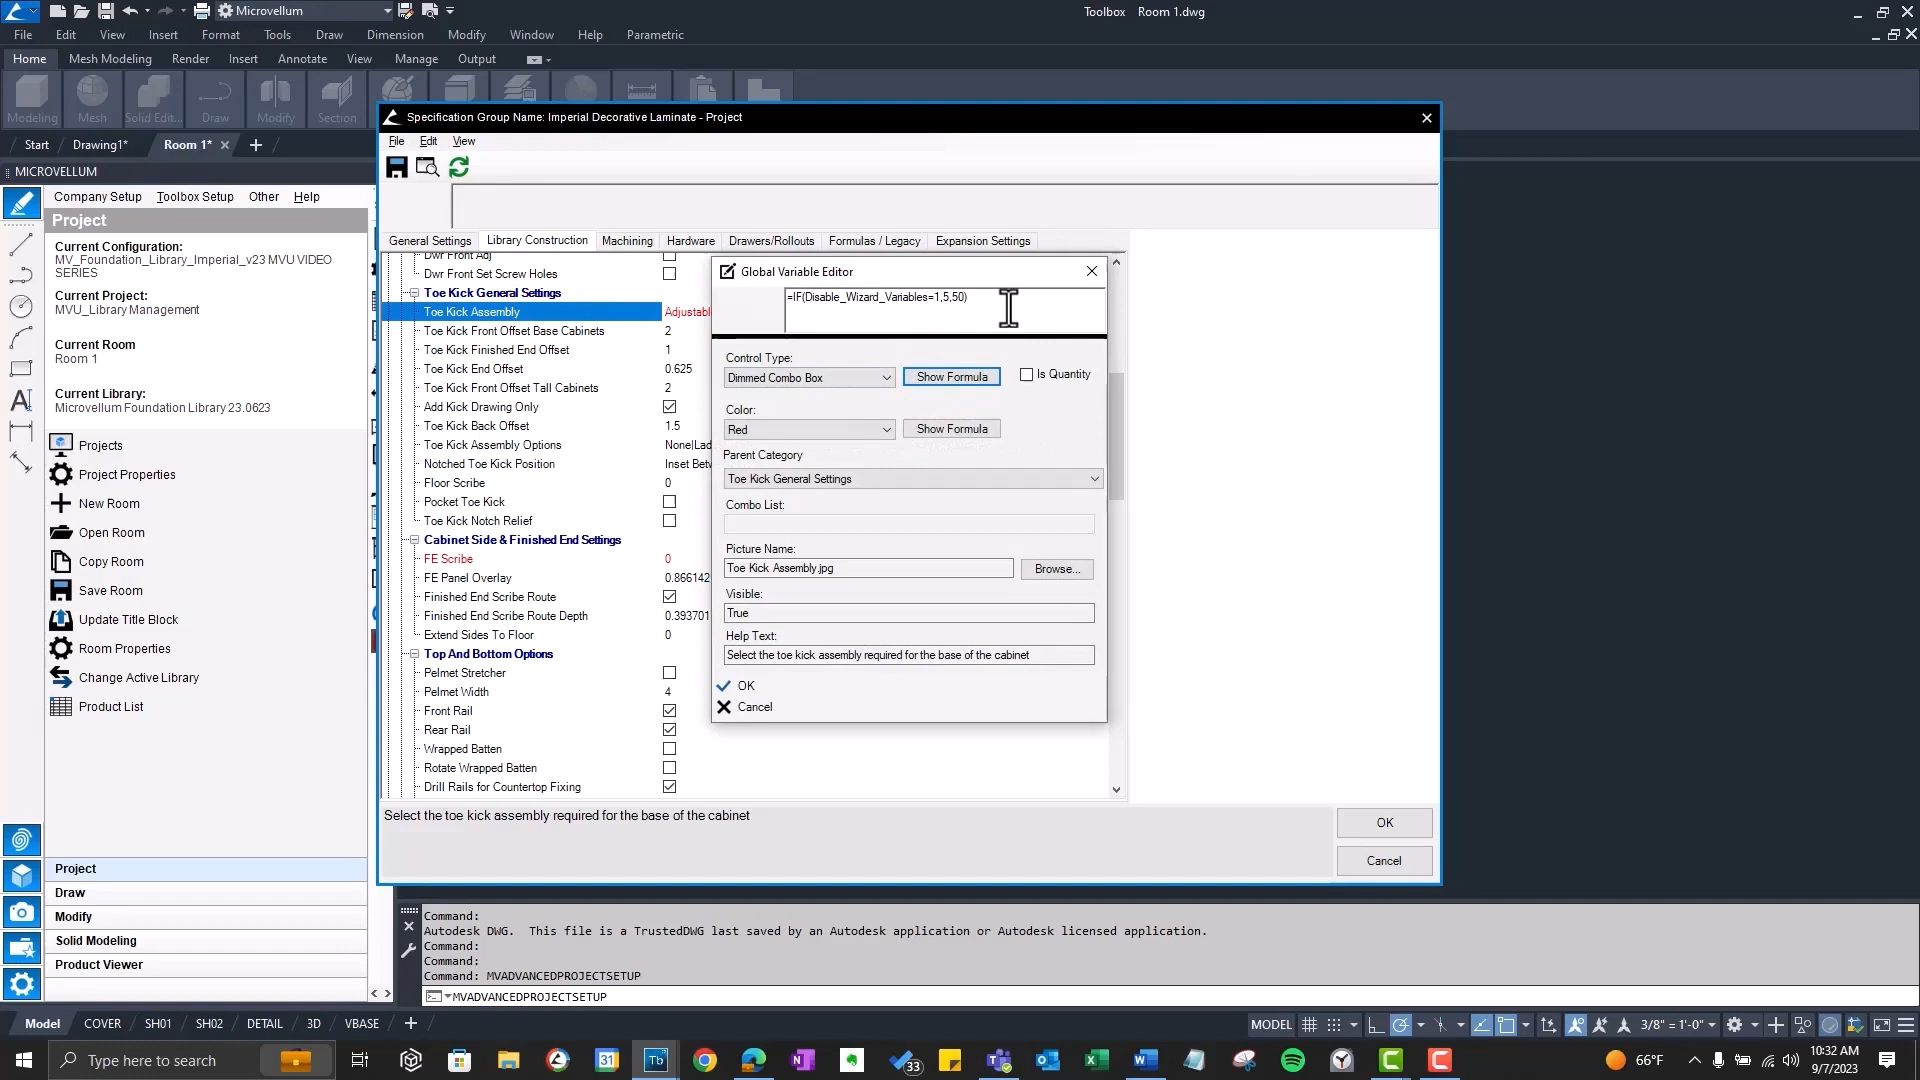 Microvellum
Toolbox Room 1.dwg
File Edit View Insert Format Tools Draw Dimension Modify Window Help Parametric
Home Mesh Modeling Render Insert Annotate View Manage Output
Modeling Mesh Solid Edit... Draw Modify Section
Specification Group Name: Imperial Decorative Laminate - Project
Start Drawing1* Room 1*
File Edit View
MICROVELLUM
Company Setup Toolbox Setup Other Help
Project
Current Configuration:
MV_Foundation_Library_Imperial_v23 MVU VIDEO
SERIES
Current Project:
MVU_Library Management
Current Room
Room 1
Current Library:
Microvellum Foundation Library 23.0623
Projects
Project Properties
New Room
Open Room
Copy Room
Save Room
Update Title Block
Room Properties
Change Active Library
Product List
Project
Draw
Modify
Solid Modeling
Product Viewer
General Settings Library Construction Machining Hardware Drawers/Rollouts Formulas / Legacy Expansion Settings
Dwr Front Adj
Dwr Front Set Screw Holes
Toe Kick General Settings
Toe Kick Assembly Adjustabl
Toe Kick Front Offset Base Cabinets 2
Toe Kick Finished End Offset 1
Toe Kick End Offset 0.625
Toe Kick Front Offset Tall Cabinets 2
Add Kick Drawing Only
Toe Kick Back Offset 1.5
Toe Kick Assembly Options None|Lad
Notched Toe Kick Position Inset Betw
Floor Scribe 0
Pocket Toe Kick
Toe Kick Notch Relief
Cabinet Side & Finished End Settings
FE Scribe 0
FE Panel Overlay 0.866142
Finished End Scribe Route
Finished End Scribe Route Depth 0.393701
Extend Sides To Floor 0
Top And Bottom Options
Pelmet Stretcher
Pelmet Width 4
Front Rail
Rear Rail
Wrapped Batten
Rotate Wrapped Batten
Drill Rails for Countertop Fixing
Global Variable Editor
=IF(Disable_Wizard_Variables=1,5,50)
Control Type:
Dimmed Combo Box Show Formula Is Quantity
Color:
Red Show Formula
Parent Category
Toe Kick General Settings
Combo List:
Picture Name:
Toe Kick Assembly.jpg Browse...
Visible:
True
Help Text:
Select the toe kick assembly required for the base of the cabinet
OK
Cancel
Select the toe kick assembly required for the base of the cabinet
OK
Cancel
Command:
Autodesk DWG. This file is a TrustedDWG last saved by an Autodesk application or Autodesk licensed application.
Command:
Command:
Command: MVADVANCEDPROJECTSETUP
MVADVANCEDPROJECTSETUP
Model COVER SH01 SH02 DETAIL 3D VBASE
MODEL 3/8" = 1'-0"
Type here to search
31
Tb
33
66°F
10:32 AM
9/7/2023